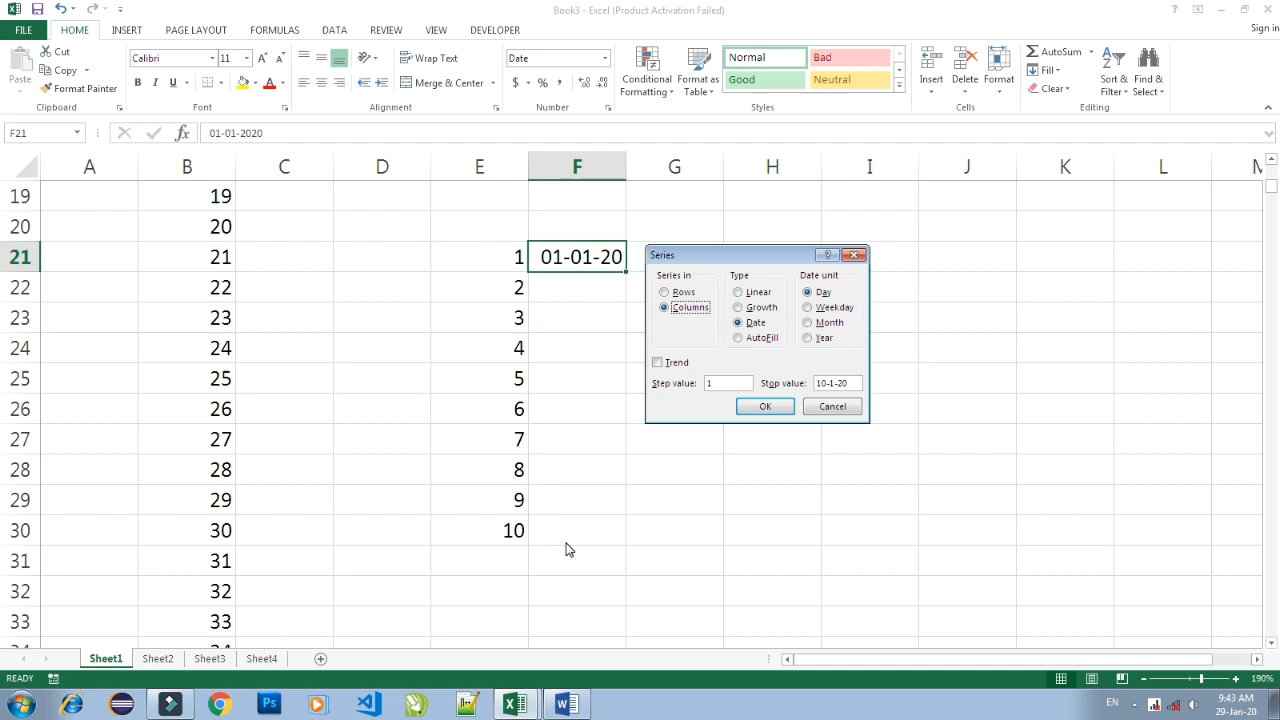 Book3 - Excel (Product Activation Failed)
FILE HOME INSERT PAGE LAYOUT FORMULAS DATA REVIEW VIEW DEVELOPER Sign in
Paste Cut
Copy
Format Painter
Calibri 11
B I U
Wrap Text
Merge & Center
Date
$ % ,
Conditional Formatting
Format as Table
Normal Bad
Good Neutral
Insert Delete Format
AutoSum
Fill
Clear
Sort & Filter
Find & Select
Clipboard Font Alignment Number Styles Cells Editing
F21 fx 01-01-2020
A B C D E F G H I J K L M
19 19
20 20
21 21 1 01-01-20
22 22 2
23 23 3
24 24 4
25 25 5
26 26 6
27 27 7
28 28 8
29 29 9
30 30 10
31 31
32 32
33 33
Series
Series in Type Date unit
Rows Linear Day
Columns Growth Weekday
Date Month
AutoFill Year
Trend
Step value: 1 Stop value: 10-1-20
OK Cancel
Sheet1 Sheet2 Sheet3 Sheet4
READY 190%
EN 9:43 AM
29-Jan-20